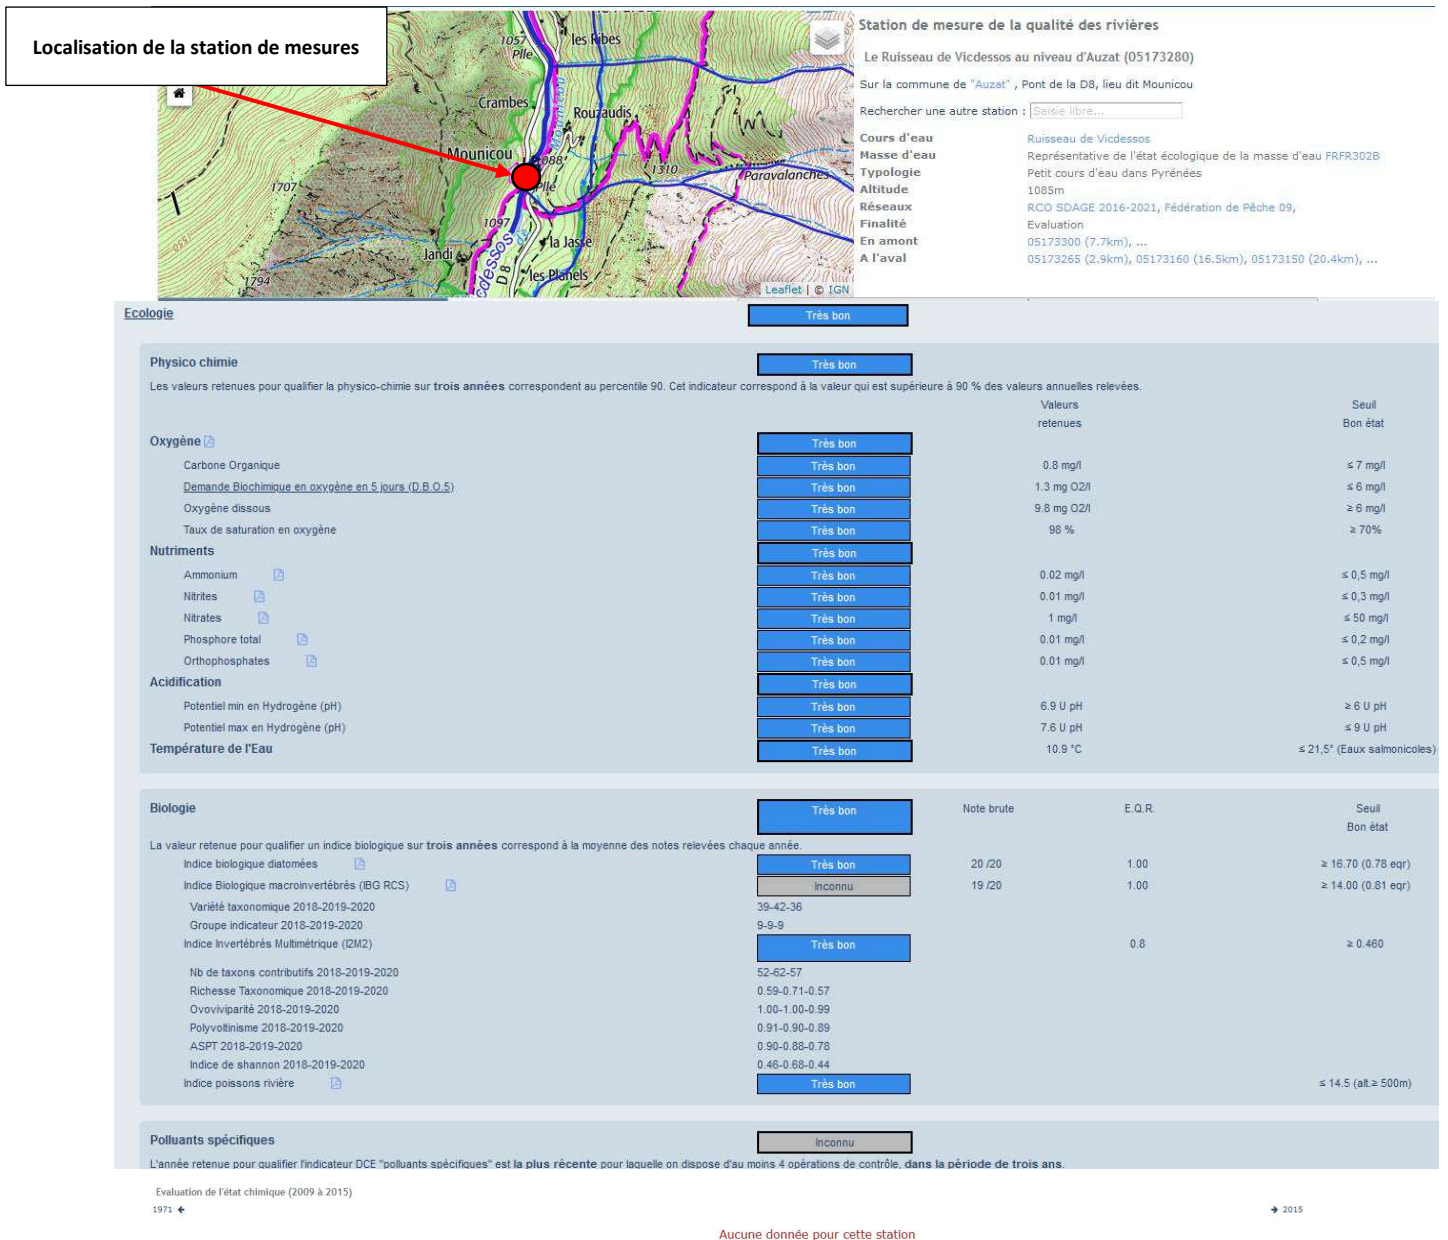 Localisation de la station de mesures
1057
Pile
les Ribes
Crambes
Rouzaudis
Mounicou
Mounicou
1088
Plle
1310
Paravalanches
1707
1097
la Jasse
Jandi
D 8
les Planels
1794
de
Leaflet | © IGN
Station de mesure de la qualité des rivières
Le Ruisseau de Vicdessos au niveau d'Auzat (05173280)
Sur la commune de "Auzat" , Pont de la D8, lieu dit Mounicou
Rechercher une autre station : Saisie libre...
Cours d'eau Ruisseau de Vicdessos
Masse d'eau Représentative de l'état écologique de la masse d'eau FRFR302B
Typologie Petit cours d'eau dans Pyrénées
Altitude 1085m
Réseaux RCO SDAGE 2016-2021, Fédération de Pêche 09,
Finalité Evaluation
En amont 05173300 (7.7km), ...
A l'aval 05173265 (2.9km), 05173160 (16.5km), 05173150 (20.4km), ...
Ecologie Très bon
Physico chimie Très bon
Les valeurs retenues pour qualifier la physico-chimie sur trois années correspondent au percentile 90. Cet indicateur correspond à la valeur qui est supérieure à 90 % des valeurs annuelles relevées.
Valeurs Seuil
retenues Bon état
Oxygène Très bon
Carbone Organique Très bon 0.8 mg/l ≤ 7 mg/l
Demande Biochimique en oxygène en 5 jours (D.B.O.5) Très bon 1.3 mg O2/l ≤ 6 mg/l
Oxygène dissous Très bon 9.8 mg O2/l ≥ 6 mg/l
Taux de saturation en oxygène Très bon 98 % ≥ 70%
Nutriments Très bon
Ammonium Très bon 0.02 mg/l ≤ 0,5 mg/l
Nitrites Très bon 0.01 mg/l ≤ 0,3 mg/l
Nitrates Très bon 1 mg/l ≤ 50 mg/l
Phosphore total Très bon 0.01 mg/l ≤ 0,2 mg/l
Orthophosphates Très bon 0.01 mg/l ≤ 0,5 mg/l
Acidification Très bon
Potentiel min en Hydrogène (pH) Très bon 6.9 U pH ≥ 6 U pH
Potentiel max en Hydrogène (pH) Très bon 7.6 U pH ≤ 9 U pH
Température de l'Eau Très bon 10.9 °C ≤ 21,5° (Eaux salmonicoles)
Biologie Très bon Note brute E.Q.R. Seuil
Bon état
La valeur retenue pour qualifier un indice biologique sur trois années correspond à la moyenne des notes relevées chaque année.
Indice biologique diatomées Très bon 20 /20 1.00 ≥ 16.70 (0.78 eqr)
Indice Biologique macroinvertébrés (IBG RCS) Inconnu 19 /20 1.00 ≥ 14.00 (0.81 eqr)
Variété taxonomique 2018-2019-2020 39-42-36
Groupe indicateur 2018-2019-2020 9-9-9
Indice Invertébrés Multimétrique (I2M2) Très bon 0.8 ≥ 0.460
Nb de taxons contributifs 2018-2019-2020 52-62-57
Richesse Taxonomique 2018-2019-2020 0.59-0.71-0.57
Ovoviviparité 2018-2019-2020 1.00-1.00-0.99
Polyvoltinisme 2018-2019-2020 0.91-0.90-0.89
ASPT 2018-2019-2020 0.90-0.88-0.78
Indice de shannon 2018-2019-2020 0.46-0.68-0.44
Indice poissons rivière Très bon ≤ 14.5 (alt.≥ 500m)
Polluants spécifiques Inconnu
L'année retenue pour qualifier l'indicateur DCE "polluants spécifiques" est la plus récente pour laquelle on dispose d'au moins 4 opérations de contrôle, dans la période de trois ans.
Evaluation de l'état chimique (2009 à 2015)
1971 ← → 2015
Aucune donnée pour cette station